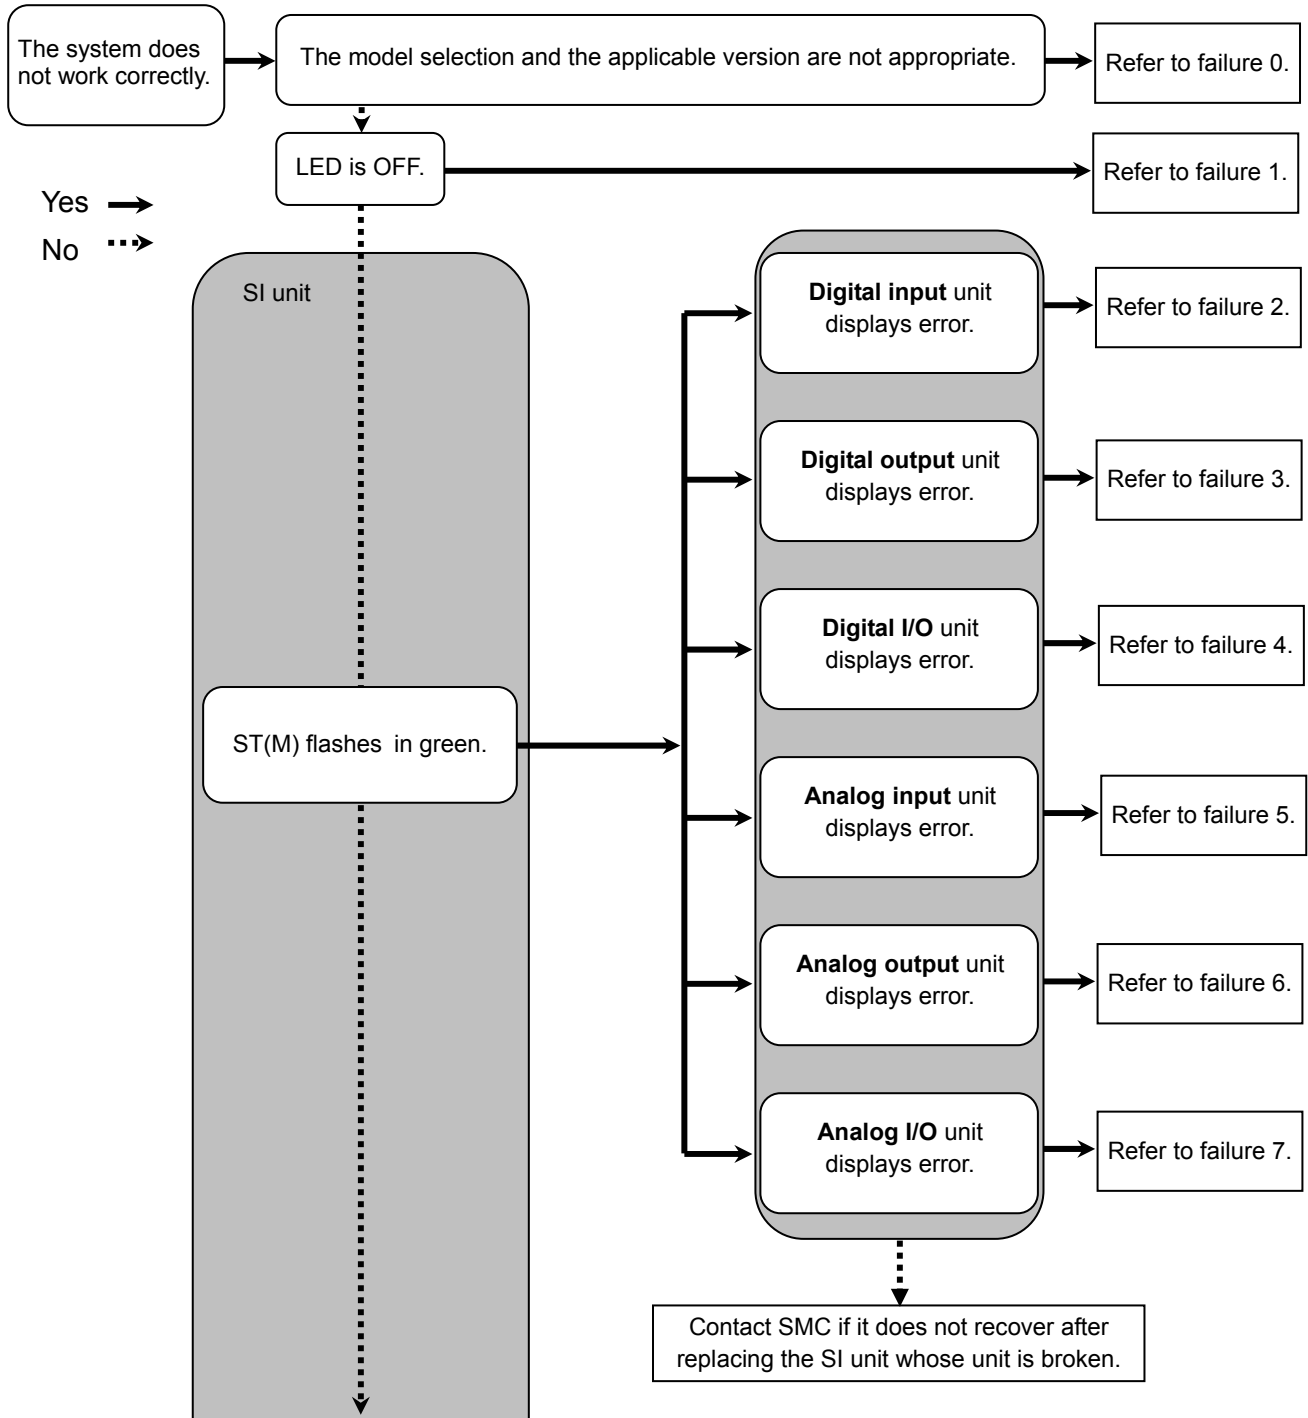 The system does
not work correctly.
The model selection and the applicable version are not appropriate.
Refer to failure 0.
LED is OFF.
Refer to failure 1.
Yes
No
SI unit
Digital input unit
displays error.
Refer to failure 2.
Digital output unit
displays error.
Refer to failure 3.
Digital I/O unit
displays error.
Refer to failure 4.
ST(M) flashes in green.
Analog input unit
displays error.
Refer to failure 5.
Analog output unit
displays error.
Refer to failure 6.
Analog I/O unit
displays error.
Refer to failure 7.
Contact SMC if it does not recover after
replacing the SI unit whose unit is broken.